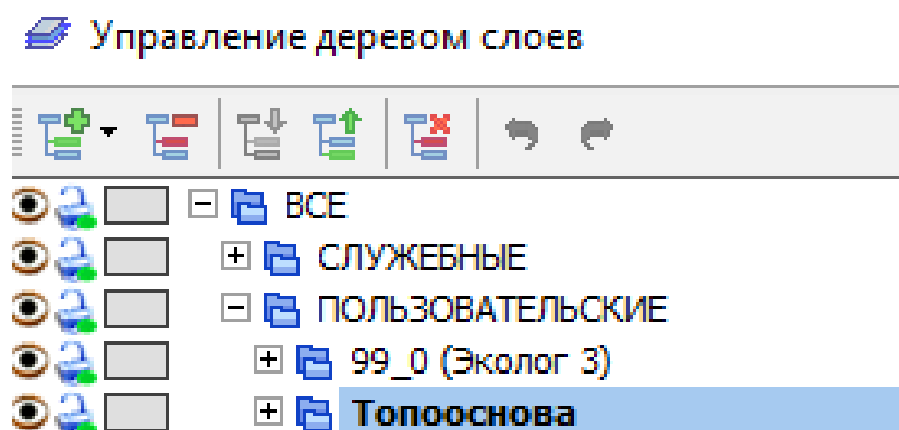 Управление деревом слоев
ВСЕ
СЛУЖЕБНЫЕ
ПОЛЬЗОВАТЕЛЬСКИЕ
99_0 (Эколог 3)
Топооснова